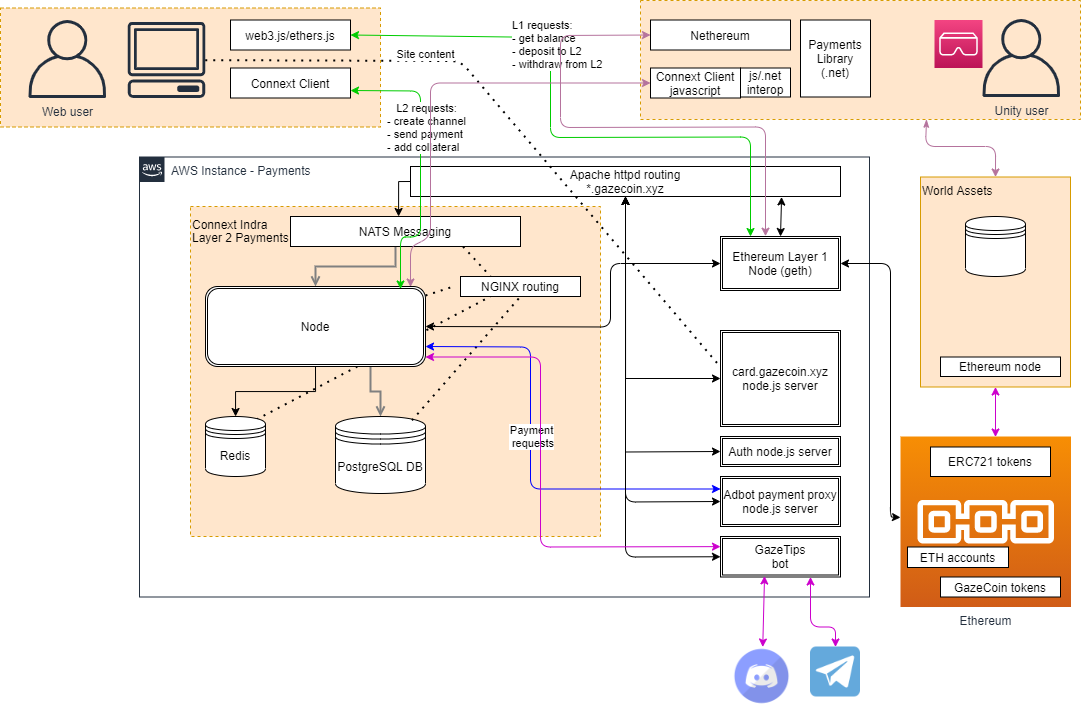 web3.js/ethers.js
Connext Client
Web user
L1 requests:
- get balance
- deposit to L2
- withdraw from L2
Site content
L2 requests:
- create channel
- send payment
- add collateral
Nethereum
Connext Client
javascript
js/.net
interop
Payments
Library
(.net)
Unity user
aws
AWS Instance - Payments
Apache httpd routing
*.gazecoin.xyz
Connext Indra
Layer 2 Payments
NATS Messaging
NGINX routing
Node
Redis
PostgreSQL DB
Payment
requests
Ethereum Layer 1
Node (geth)
card.gazecoin.xyz
node.js server
Auth node.js server
Adbot payment proxy
node.js server
GazeTips
bot
World Assets
Ethereum node
ERC721 tokens
ETH accounts
GazeCoin tokens
Ethereum